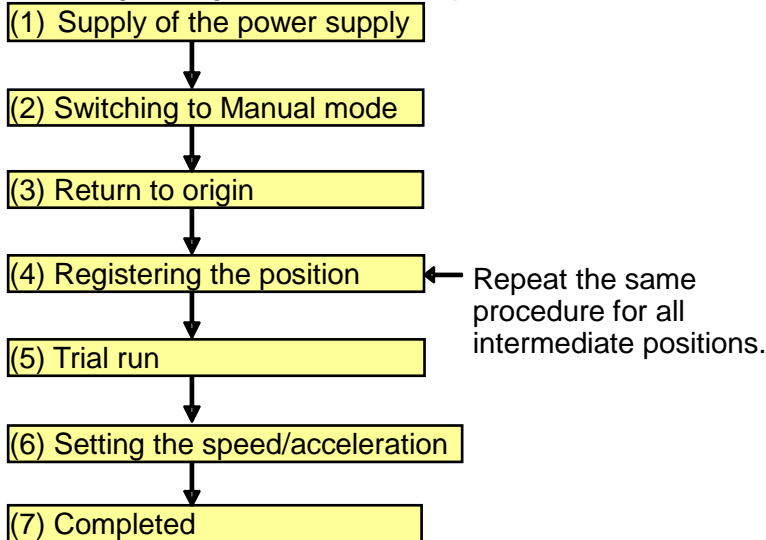 (1) Supply of the power supply
(2) Switching to Manual mode
(3) Return to origin
(4) Registering the position
Repeat the same
procedure for all
intermediate positions.
(5) Trial run
(6) Setting the speed/acceleration
(7) Completed